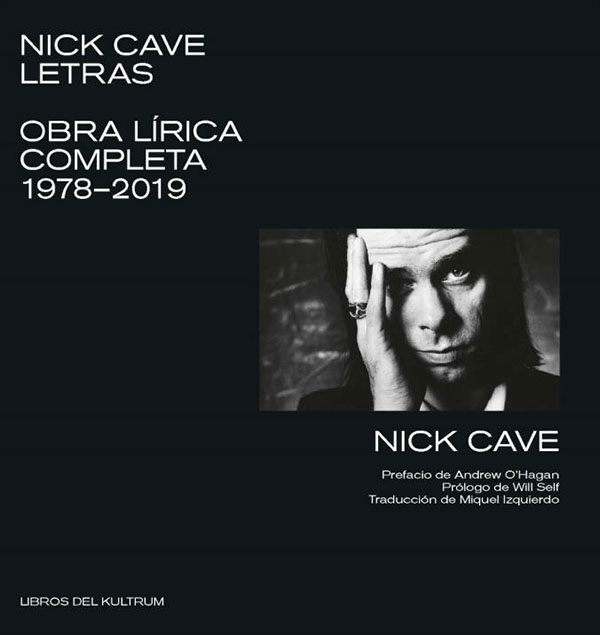 NICK CAVE
LETRAS
OBRA LÍRICA
COMPLETA
1978–2019
NICK CAVE
Prefacio de Andrew O'Hagan
Prólogo de Will Self
Traducción de Miquel Izquierdo
LIBROS DEL KULTRUM